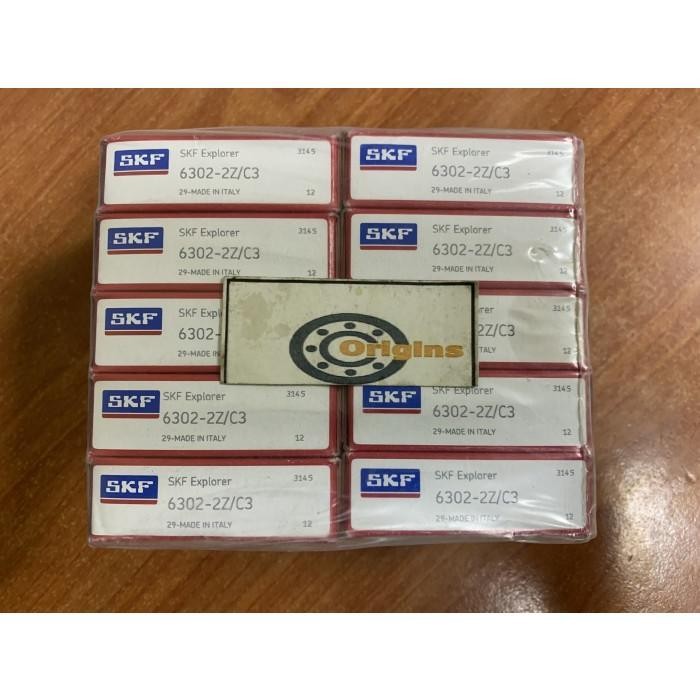 SKF
SKF Explorer
3145
6302-2Z/C3
29-MADE IN ITALY
12
SKF
SKF Explorer
3145
6302-2Z/C3
29-MADE IN ITALY
12
SKF
SKF Explorer
3145
6302-2Z/C3
29-MADE IN ITALY
12
SKF
SKF Explorer
3145
6302-2Z/C3
29-MADE IN ITALY
12
SKF
SKF Explorer
6302-
29-MADE IN ITALY
2Z/C3
12
Origins
SKF
SKF Explorer
3145
6302-2Z/C3
29-MADE IN ITALY
12
SKF
SKF Explorer
3145
6302-2Z/C3
29-MADE IN ITALY
12
SKF
SKF Explorer
3145
6302-2Z/C3
29-MADE IN ITALY
12
SKF
SKF Explorer
3145
6302-2Z/C3
29-MADE IN ITALY
12